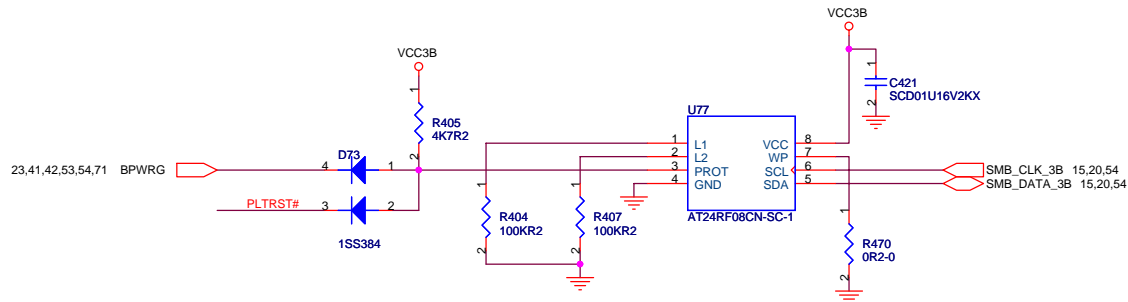 VCC3B
VCC3B
1
C421
SCD01U16V2KX
2
1
R405
4K7R2
2
U77
D73
23,41,42,53,54,71 BPWRG
4
1
PLTRST#
3
2
1SS384
1
2
3
4
L1
L2
PROT
GND
VCC
WP
SCL
SDA
8
7
6
5
AT24RF08CN-SC-1
SMB_CLK_3B 15,20,54
SMB_DATA_3B 15,20,54
1
R404
100KR2
2
1
R407
100KR2
2
1
R470
0R2-0
2